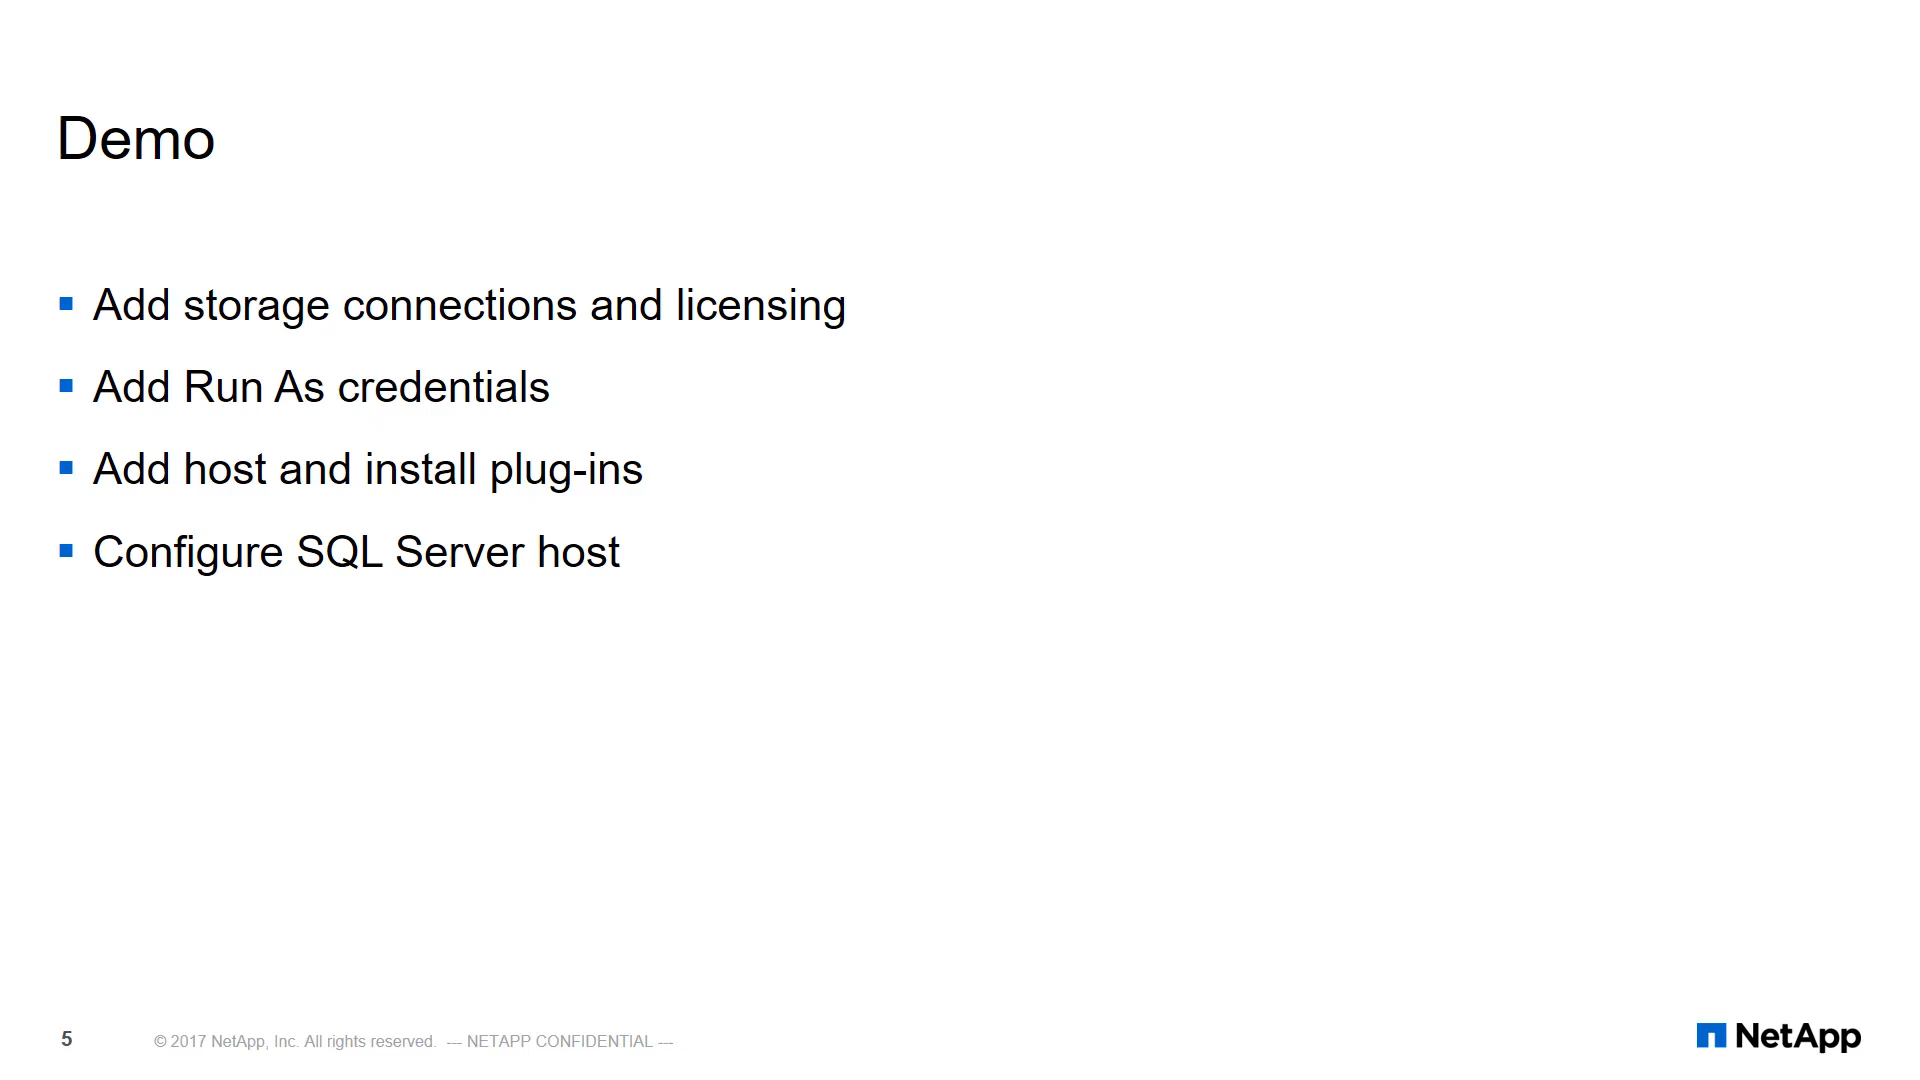 Demo
▪ Add storage connections and licensing
▪ Add Run As credentials
▪ Add host and install plug-ins
▪ Configure SQL Server host
5 © 2017 NetApp, Inc. All rights reserved. --- NETAPP CONFIDENTIAL ---
NetApp